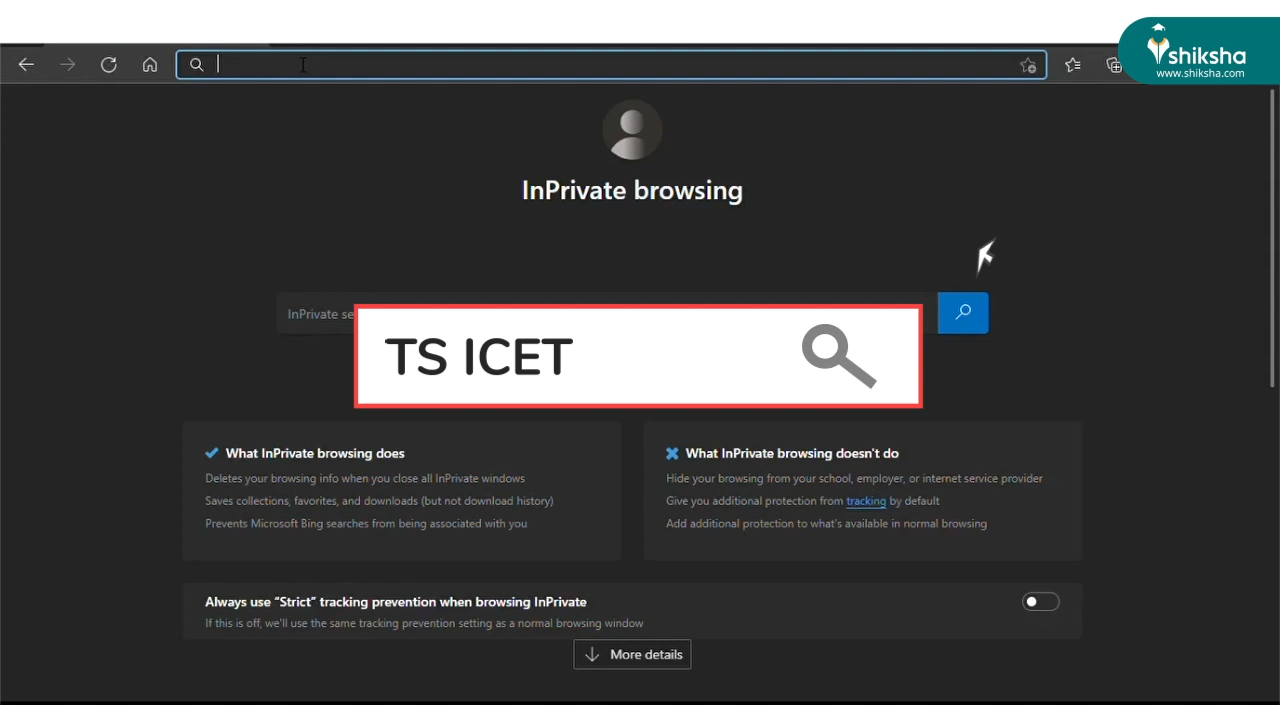 shiksha
www.shiksha.com
InPrivate browsing
InPrivate se
TS ICET
What InPrivate browsing does
Deletes your browsing info when you close all InPrivate windows
Saves collections, favorites, and downloads (but not download history)
Prevents Microsoft Bing searches from being associated with you
What InPrivate browsing doesn't do
Hide your browsing from your school, employer, or internet service provider
Give you additional protection from tracking by default
Add additional protection to what's available in normal browsing
Always use “Strict” tracking prevention when browsing InPrivate
If this is off, we'll use the same tracking prevention setting as a normal browsing window
More details